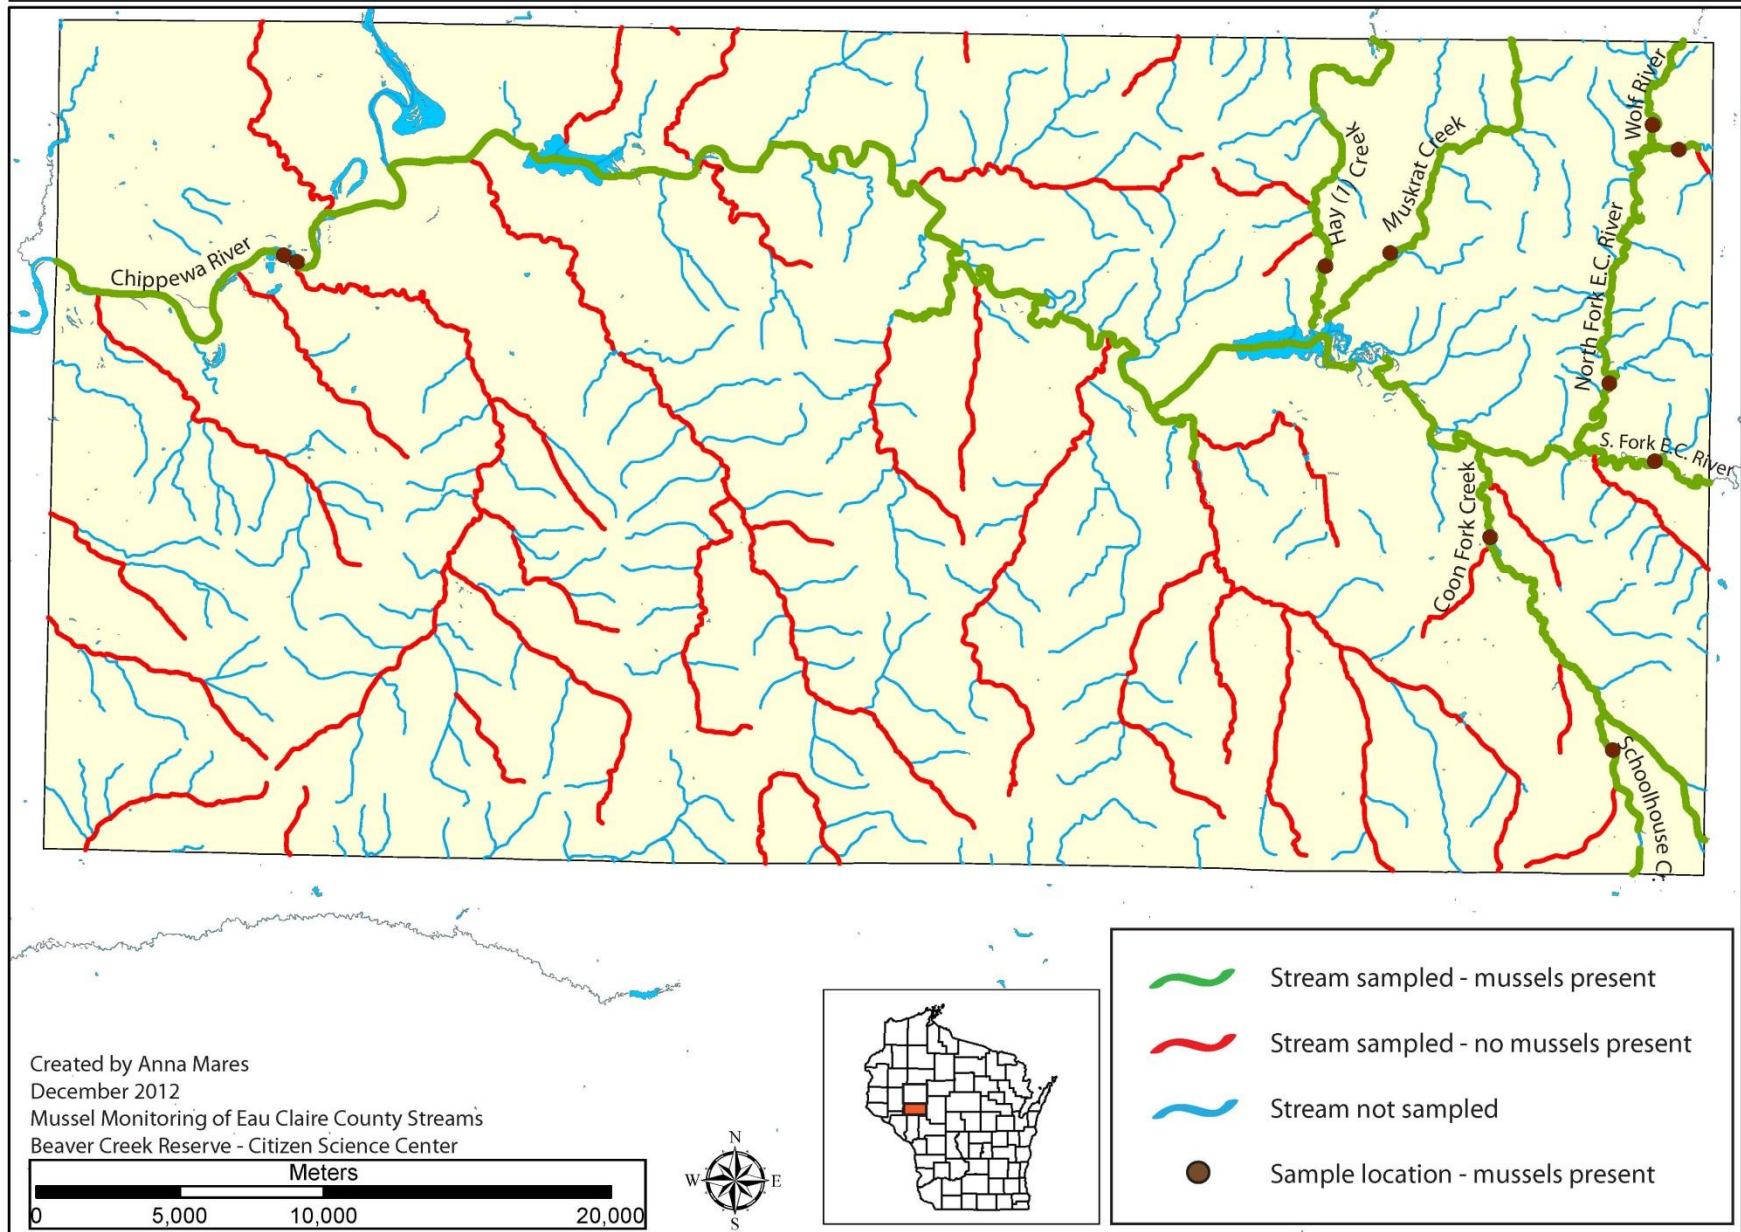 Chippewa River
Hay (1) Creek
Muskrat Creek
Wolf River
North Fork E.C. River
S. Fork E.C. River
Coon Fork Creek
Schoolhouse Cr.
Created by Anna Mares
December 2012
Mussel Monitoring of Eau Claire County Streams
Beaver Creek Reserve - Citizen Science Center
Meters
0 5,000 10,000 20,000
N
W E
S
Stream sampled - mussels present
Stream sampled - no mussels present
Stream not sampled
Sample location - mussels present